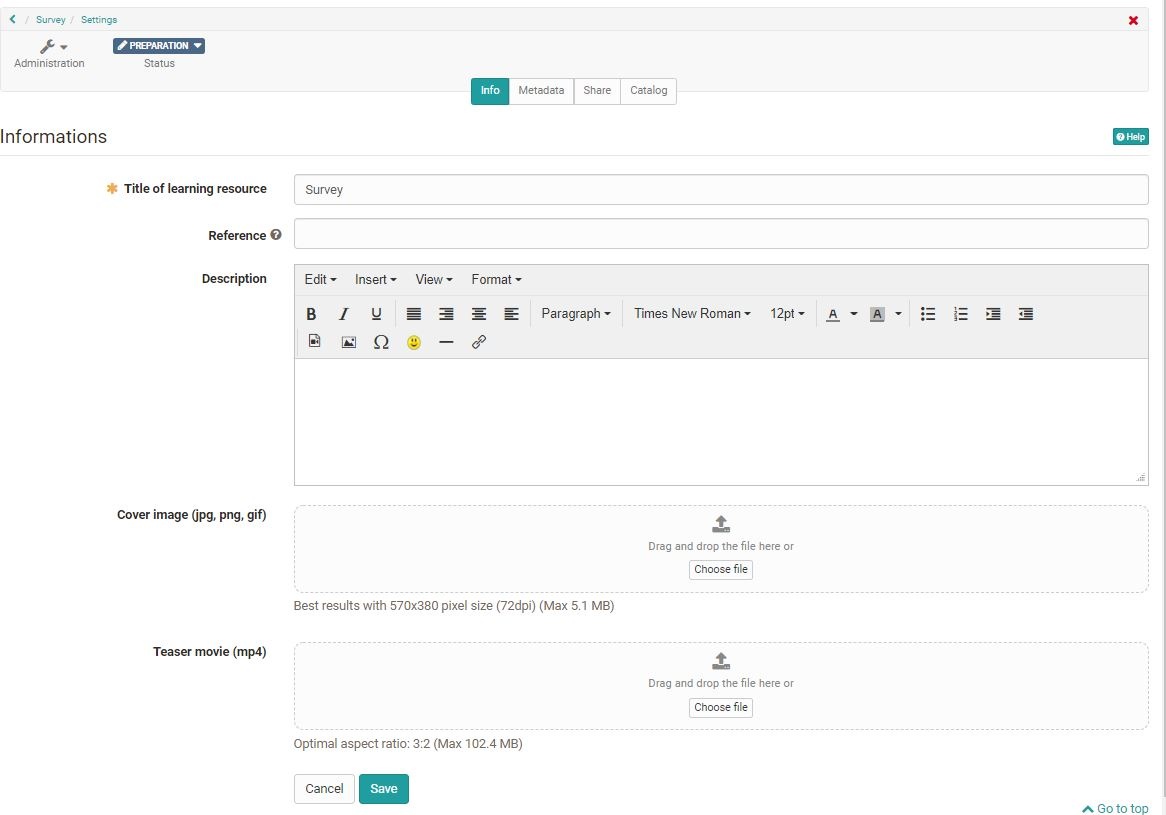 Survey / Settings
Administration
PREPARATION
Status
Info Metadata Share Catalog
Informations
Help
Title of learning resource
Survey
Reference
Description
Edit Insert View Format
B I U Paragraph Times New Roman 12pt A A
Ω
Cover image (jpg, png, gif)
Drag and drop the file here or
Choose file
Best results with 570x380 pixel size (72dpi) (Max 5.1 MB)
Teaser movie (mp4)
Drag and drop the file here or
Choose file
Optimal aspect ratio: 3:2 (Max 102.4 MB)
Cancel Save
Go to top